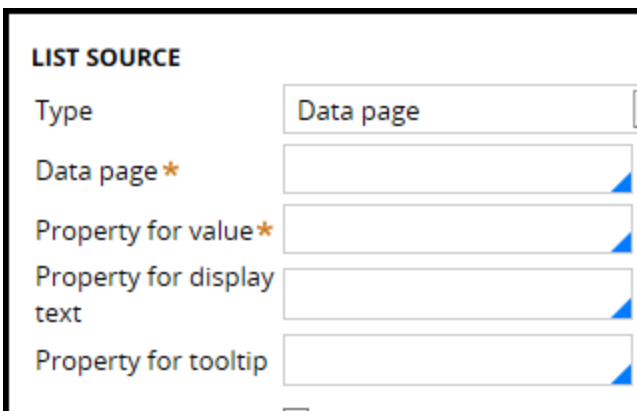 LIST SOURCE
Type Data page
Data page *
Property for value *
Property for display
text
Property for tooltip